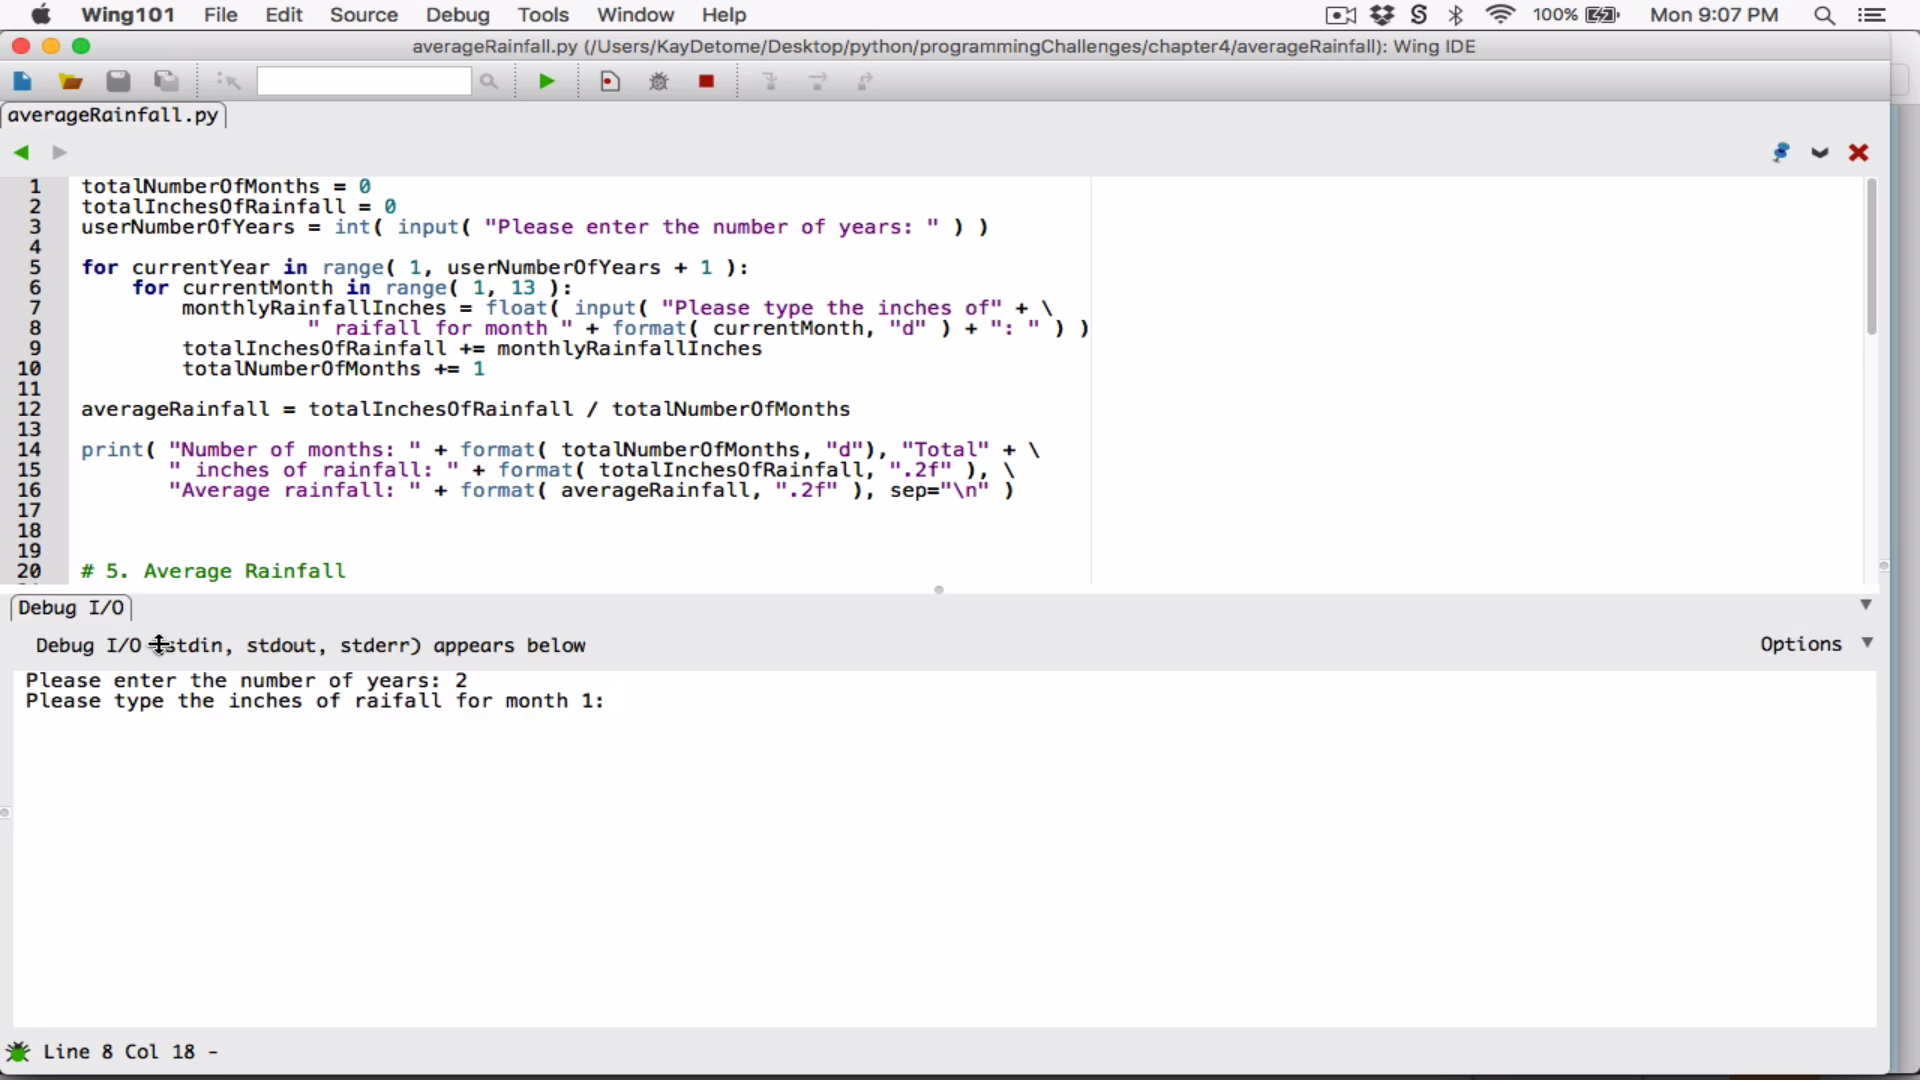 Wing101 File Edit Source Debug Tools Window Help 100% Mon 9:07 PM
averageRainfall.py (/Users/KayDetome/Desktop/python/programmingChallenges/chapter4/averageRainfall): Wing IDE
averageRainfall.py
1 totalNumberOfMonths = 0
2 totalInchesOfRainfall = 0
3 userNumberOfYears = int( input( "Please enter the number of years: " ) )
4
5 for currentYear in range( 1, userNumberOfYears + 1 ):
6 for currentMonth in range( 1, 13 ):
7 monthlyRainfallInches = float( input( "Please type the inches of" + \
8 " raifall for month " + format( currentMonth, "d" ) + ": " ) )
9 totalInchesOfRainfall += monthlyRainfallInches
10 totalNumberOfMonths += 1
11
12 averageRainfall = totalInchesOfRainfall / totalNumberOfMonths
13
14 print( "Number of months: " + format( totalNumberOfMonths, "d"), "Total" + \
15 " inches of rainfall: " + format( totalInchesOfRainfall, ".2f" ), \
16 "Average rainfall: " + format( averageRainfall, ".2f" ), sep="\n" )
17
18
19
20 # 5. Average Rainfall
Debug I/O
Debug I/O stdin, stdout, stderr) appears below Options
Please enter the number of years: 2
Please type the inches of raifall for month 1:
Line 8 Col 18 -